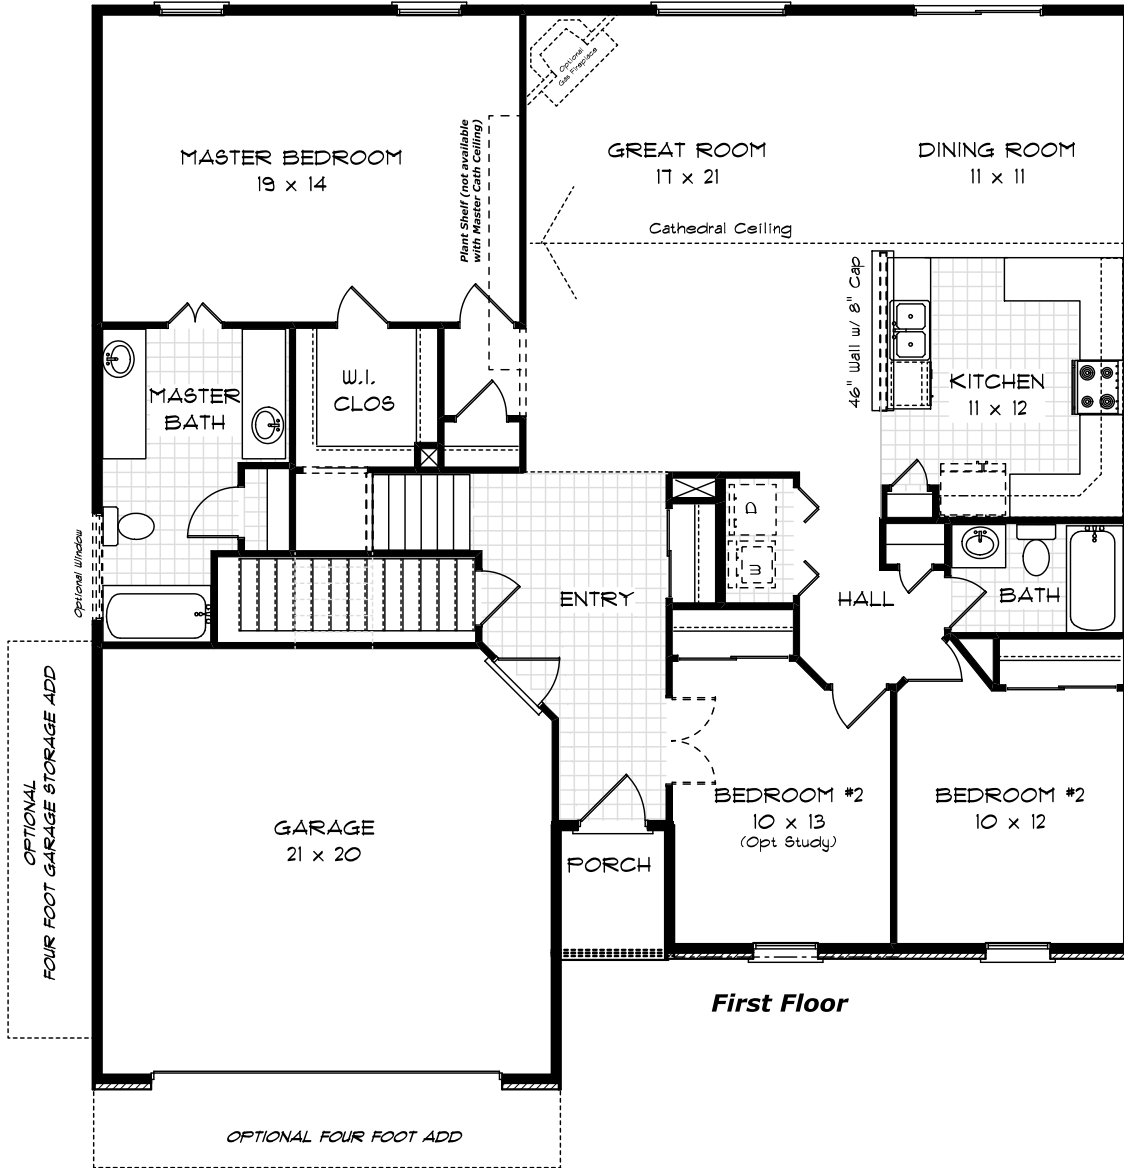 Optional
Gas Fireplace
MASTER BEDROOM
19 x 14
Plant Shelf (not available
with Master Cath Ceiling)
GREAT ROOM
17 x 21
DINING ROOM
11 x 11
Cathedral Ceiling
46" Wall w/ 8" Cap
MASTER
BATH
W.I.
CLOS
KITCHEN
11 x 12
D
W
Optional Window
ENTRY
HALL
BATH
OPTIONAL
FOUR FOOT GARAGE STORAGE ADD
GARAGE
21 x 20
BEDROOM #2
10 x 13
(Opt Study)
BEDROOM #2
10 x 12
PORCH
First Floor
OPTIONAL FOUR FOOT ADD